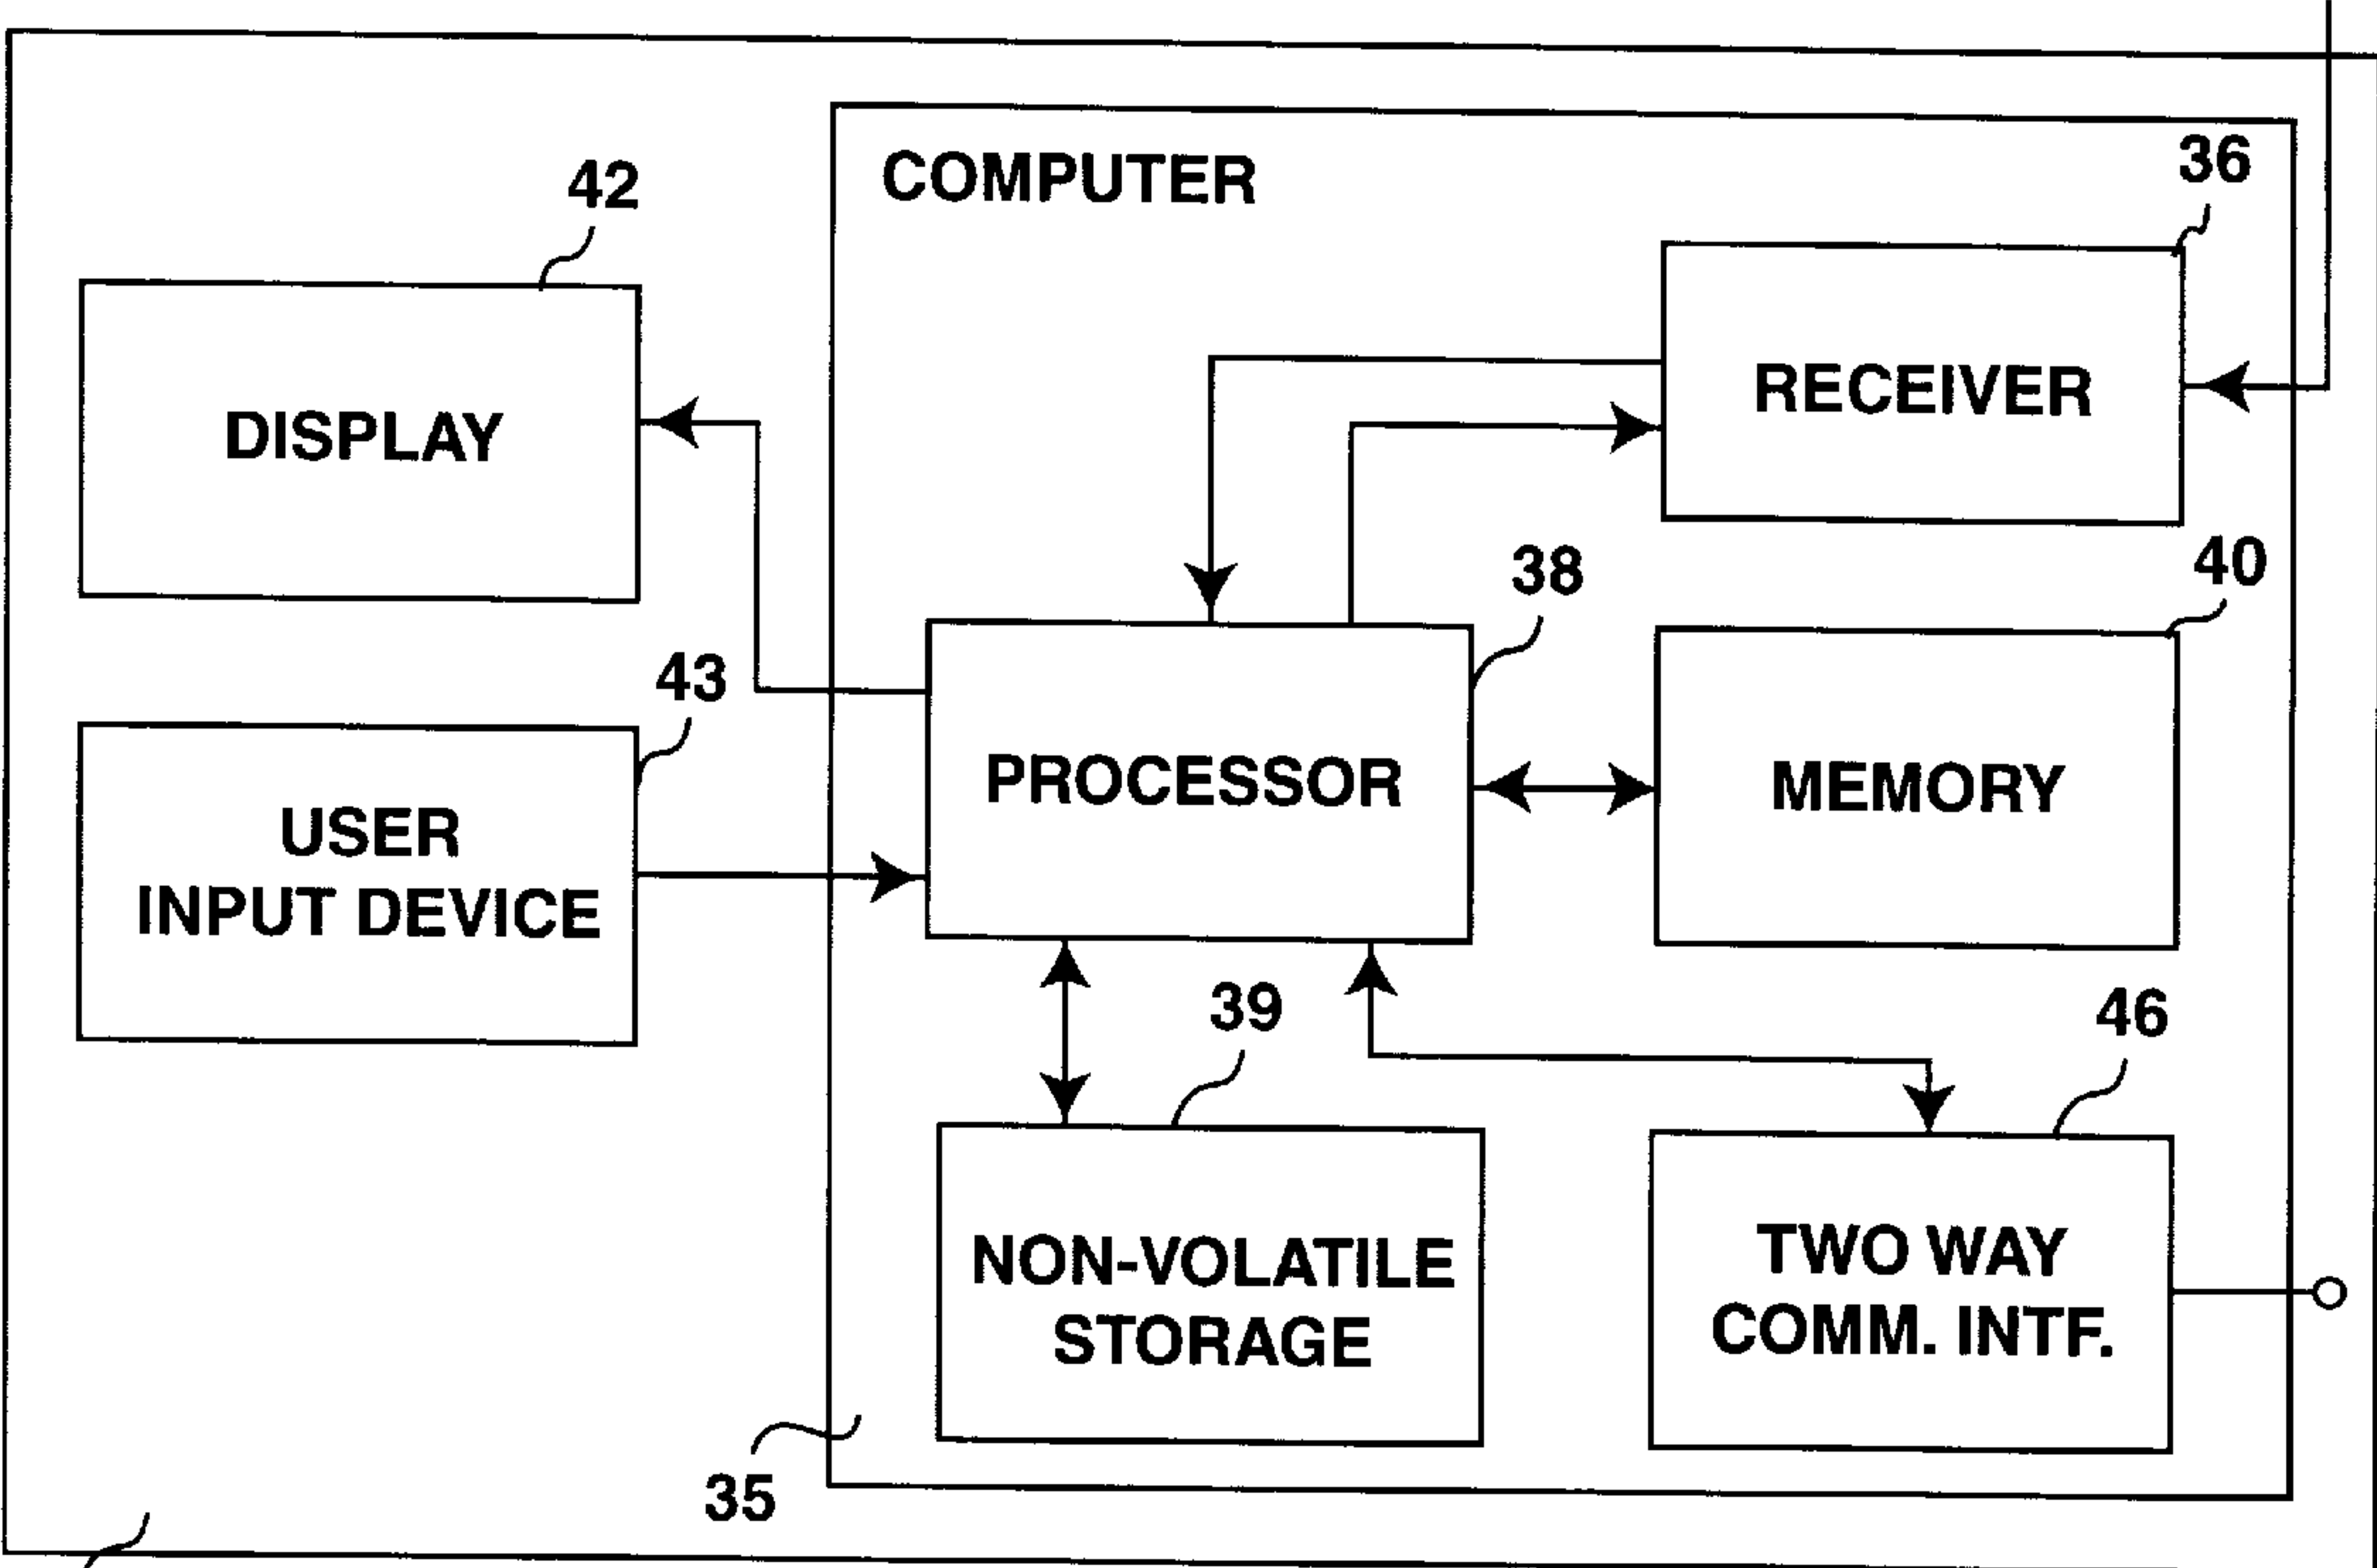 COMPUTER
36
42
RECEIVER
DISPLAY
38
40
43
PROCESSOR
MEMORY
USER
INPUT DEVICE
39
46
NON-VOLATILE
STORAGE
TWO WAY
COMM. INTF.
35